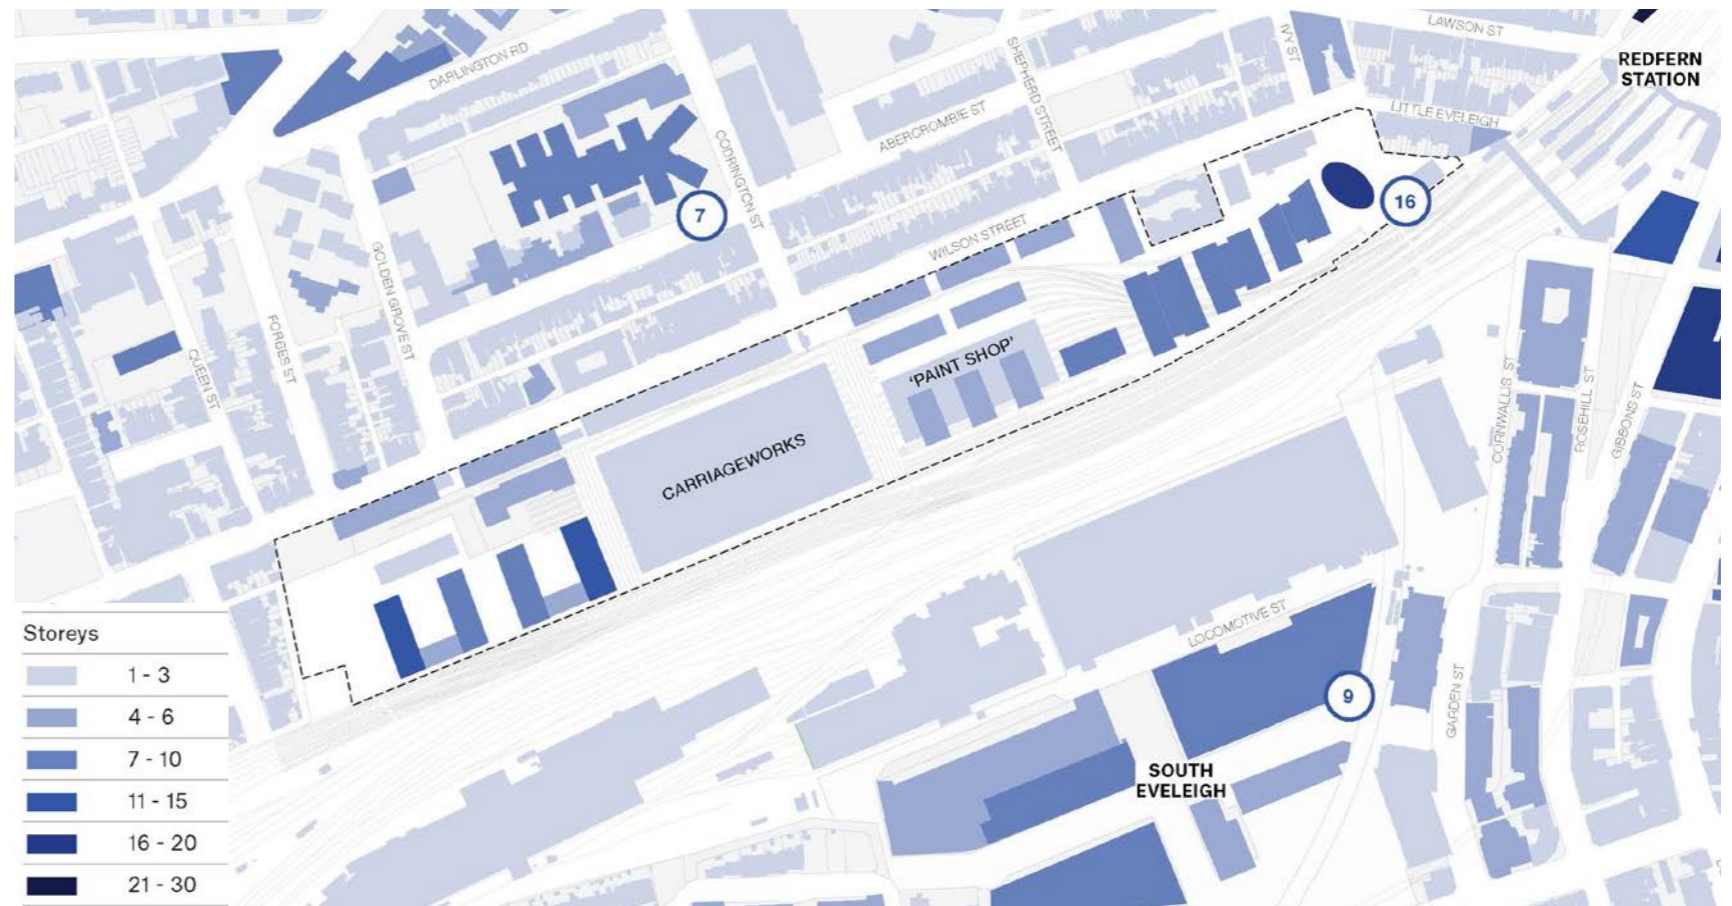 LAWSON ST
REDFERN
STATION
IVY ST
SHEPHERD STREET
DARLINGTON RD
LITTLE EVELEIGH
ABERCROMBIE ST
CODRINGTON ST
7
16
WILSON STREET
GOLDEN GROVE ST
FORBES ST
QUEEN ST
'PAINT SHOP'
CARRIAGEWORKS
CORNWALLIS ST
ROSEHILL ST
GIBBONS ST
LOCOMOTIVE ST
GARDEN ST
9
SOUTH
EVELEIGH
Storeys
1 - 3
4 - 6
7 - 10
11 - 15
16 - 20
21 - 30